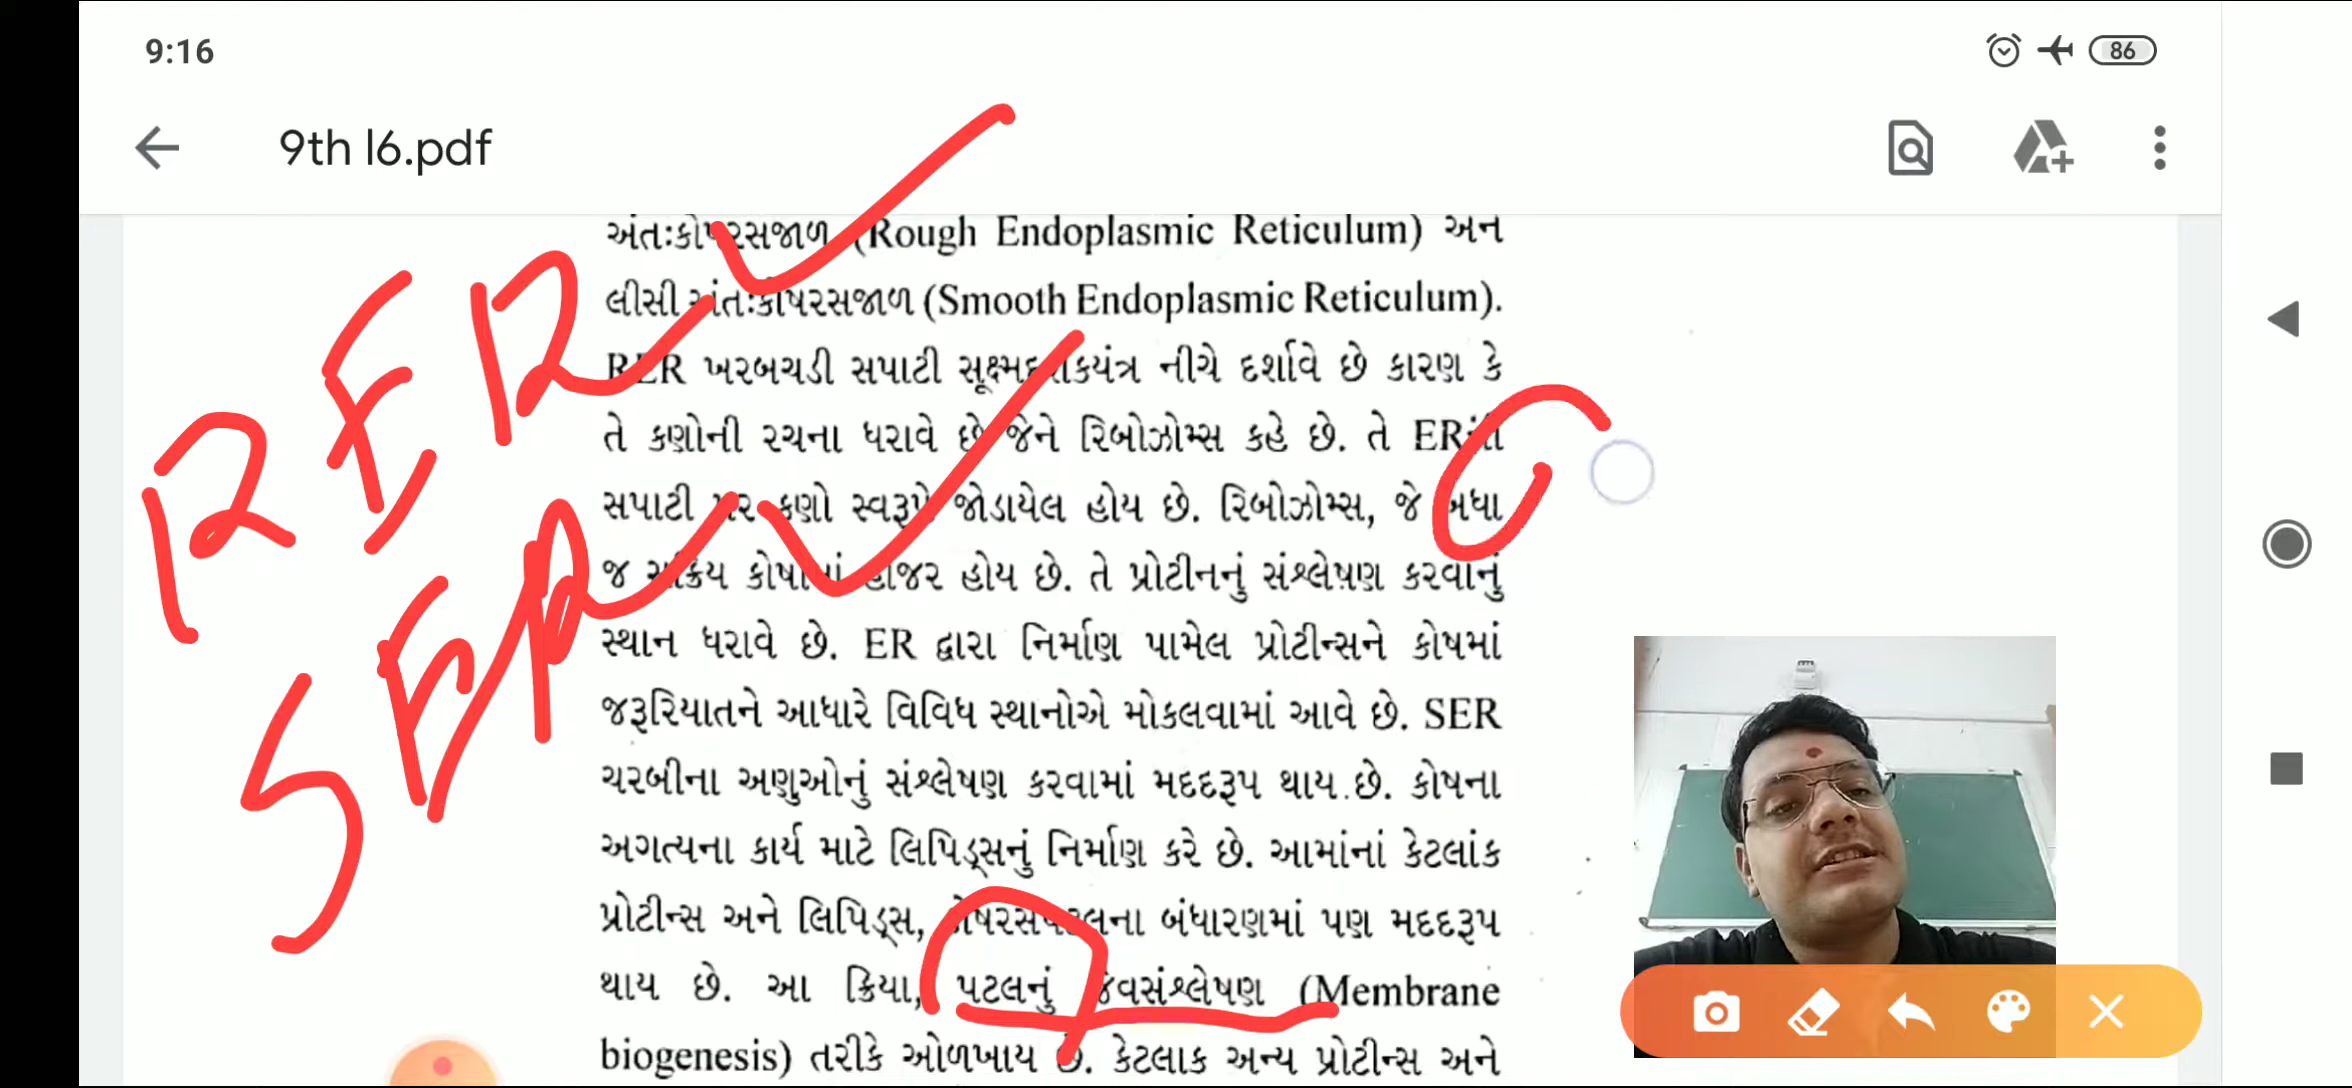 9:16
86
9th l6.pdf
અંતઃકોષરસજાળ (Rough Endoplasmic Reticulum) અને
લીસી અંતઃકોષરસજાળ (Smooth Endoplasmic Reticulum).
RER ખરબચડી સપાટી સૂક્ષ્મદર્શકયંત્ર નીચે દર્શાવે છે કારણ કે
તે કણોની રચના ધરાવે છે જેને રિબોઝોમ્સ કહે છે. તે ERની
સપાટી પર કણો સ્વરૂપે જોડાયેલ હોય છે. રિબોઝોમ્સ, જે બધા
જ સક્રિય કોષોમાં હાજર હોય છે. તે પ્રોટીનનું સંશ્લેષણ કરવાનું
સ્થાન ધરાવે છે. ER દ્વારા નિર્માણ પામેલ પ્રોટીન્સને કોષમાં
જરૂરિયાતને આધારે વિવિધ સ્થાનોએ મોકલવામાં આવે છે. SER
ચરબીના અણુઓનું સંશ્લેષણ કરવામાં મદદરૂપ થાય છે. કોષના
અગત્યના કાર્ય માટે લિપિડ્સનું નિર્માણ કરે છે. આમાંનાં કેટલાંક
પ્રોટીન્સ અને લિપિડ્સ, કોષરસપટલના બંધારણમાં પણ મદદરૂપ
થાય છે. આ ક્રિયા, પટલનું જૈવસંશ્લેષણ (Membrane
biogenesis) તરીકે ઓળખાય છે. કેટલાક અન્ય પ્રોટીન્સ અને
RER
SER